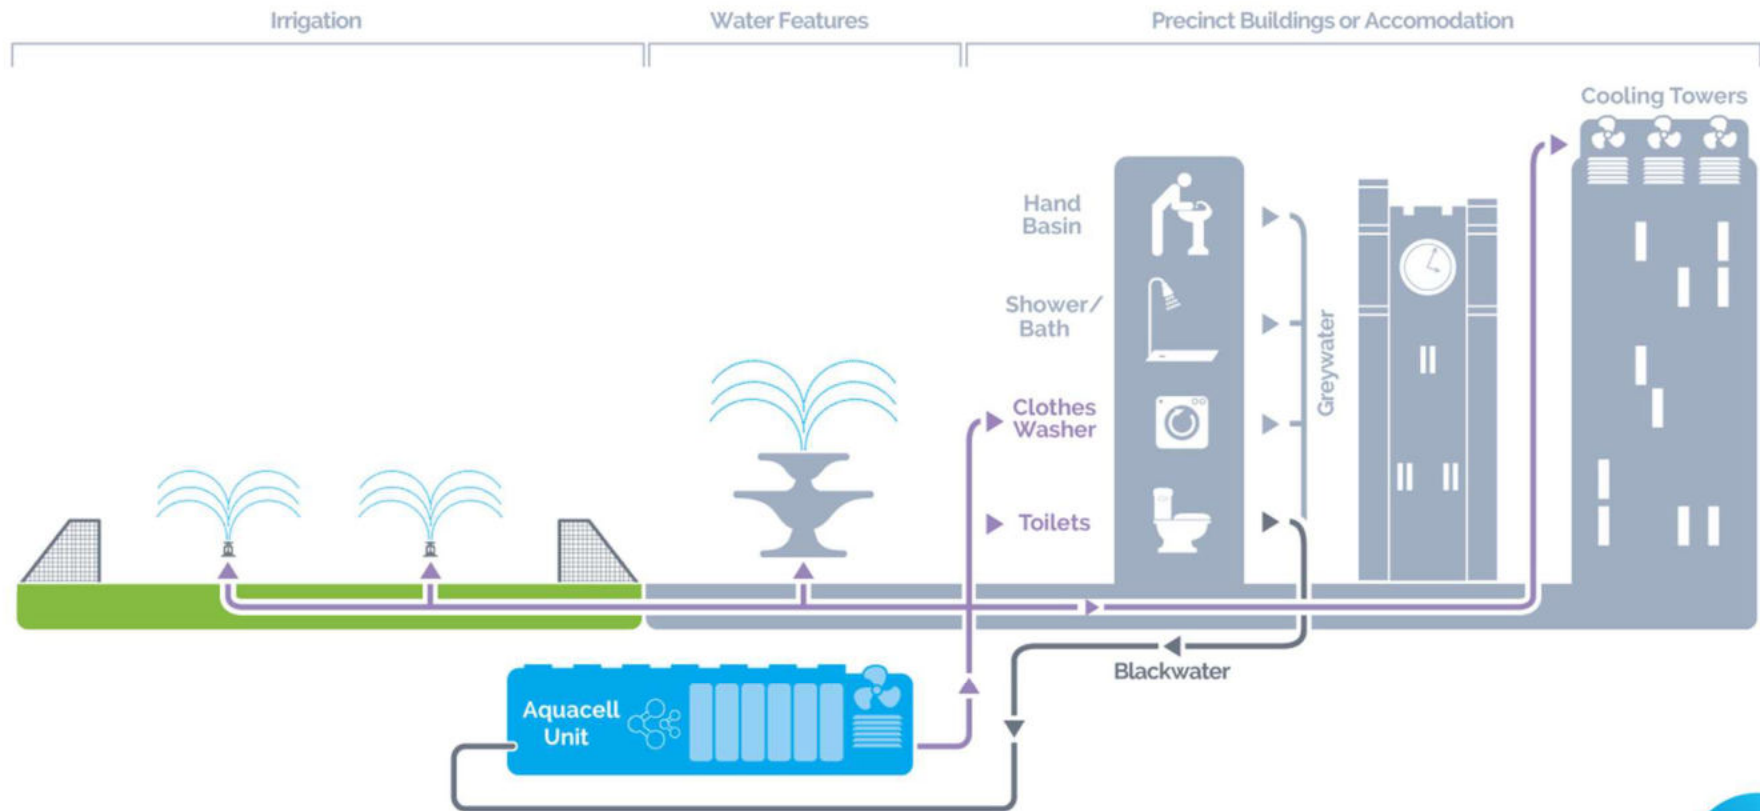 Irrigation
Water Features
Precinct Buildings or Accomodation
Cooling Towers
Hand
Basin
Shower/
Bath
Clothes
Washer
Toilets
Greywater
Blackwater
Aquacell
Unit